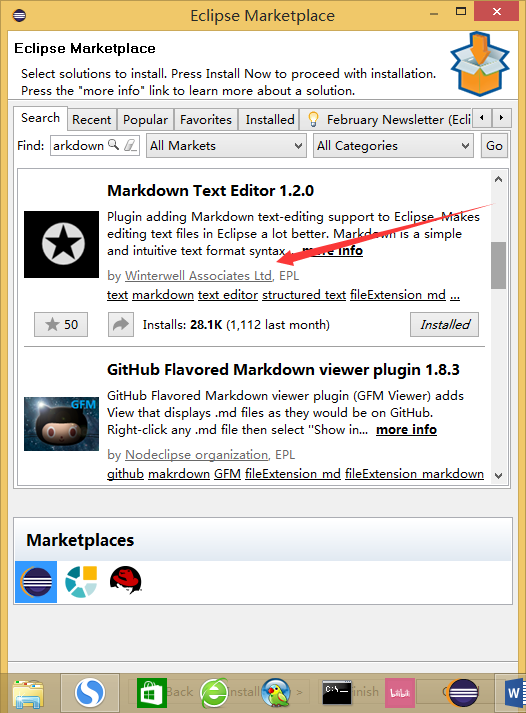 Eclipse Marketplace
Eclipse Marketplace
Select solutions to install. Press Install Now to proceed with installation.
Press the "more info" link to learn more about a solution.
Search Recent Popular Favorites Installed February Newsletter (Ecli
Find: arkdown All Markets All Categories Go
Markdown Text Editor 1.2.0
Plugin adding Markdown text-editing support to Eclipse. Makes
editing text files in Eclipse a lot better. Markdown is a simple
and intuitive text format syntax... more info
by Winterwell Associates Ltd, EPL
text markdown text editor structured text fileExtension_md ...
50 Installs: 28.1K (1,112 last month) Installed
GitHub Flavored Markdown viewer plugin 1.8.3
GFM
GitHub Flavored Markdown viewer plugin (GFM Viewer) adds
View that displays .md files as they would be on GitHub.
Right-click any .md file then select "Show in... more info
by Nodeclipse organization, EPL
github makrdown GFM fileExtension_md fileExtension_markdown
Marketplaces
Back Install > inish